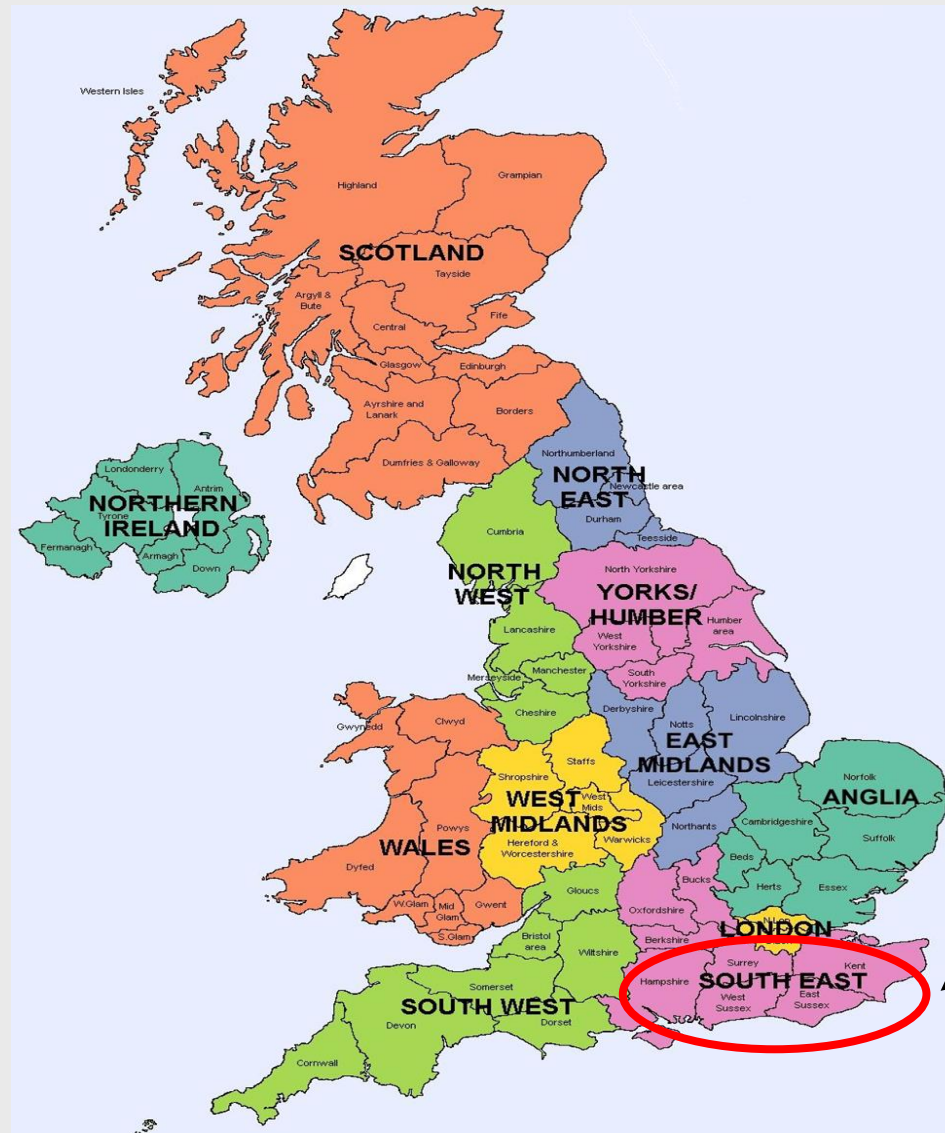 Western Isles
Highland
Grampian
SCOTLAND
Tayside
Argyll &
Bute
Central
Fife
Glasgow
Edinburgh
Ayrshire and
Lanark
Borders
Dumfries & Galloway
Northumberland
NORTH
EAST
Newcastle area
Durham
Teesside
Londonderry
Antrim
NORTHERN
IRELAND
Tyrone
Fermanagh
Armagh
Down
Cumbria
NORTH
WEST
Lancashire
Merseyside
Manchester
Cheshire
North Yorkshire
YORKS/
HUMBER
West
Yorkshire
Humber
area
South
Yorkshire
Derbyshire
Notts
Lincolnshire
EAST
MIDLANDS
Leicestershire
Northants
Gwynedd
Clwyd
Powys
WALES
Dyfed
W.Glam
Mid
Glam
S.Glam
Gwent
Shropshire
Staffs
WEST
MIDLANDS
West
Mids
Hereford &
Worcestershire
Warwicks
Norfolk
ANGLIA
Cambridgeshire
Suffolk
Beds
Herts
Essex
Bucks
Oxfordshire
Berkshire
LONDON
Gloucs
Bristol
area
Wiltshire
Somerset
SOUTH WEST
Devon
Dorset
Cornwall
Hampshire
Surrey
Kent
SOUTH EAST
West
Sussex
East
Sussex